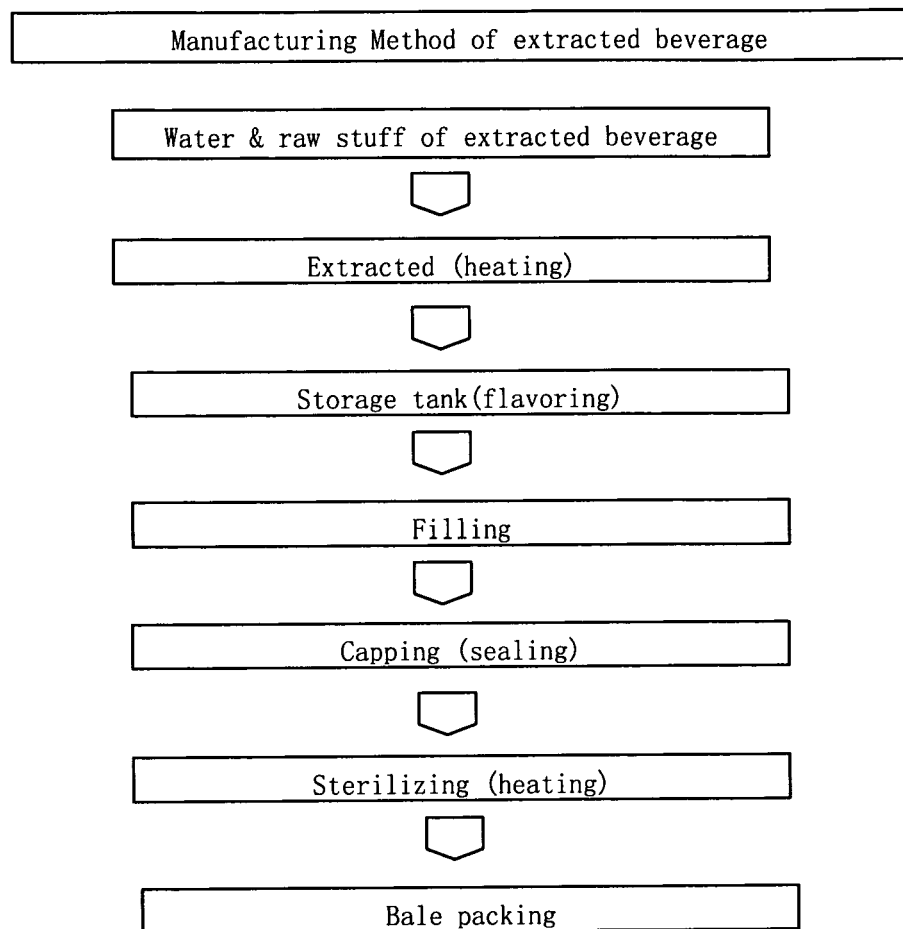 Manufacturing Method of extracted beverage
Water & raw stuff of extracted beverage
Extracted (heating)
Storage tank(flavoring)
Filling
Capping (sealing)
Sterilizing (heating)
Bale packing